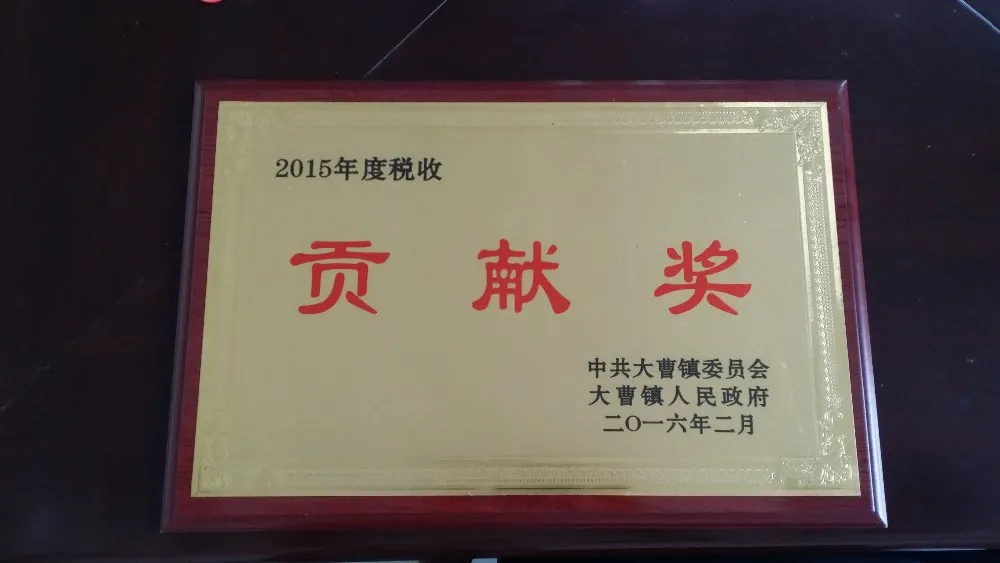 2015年度税收
贡献奖
中共大曹镇委员会
大曹镇人民政府
二O一六年二月